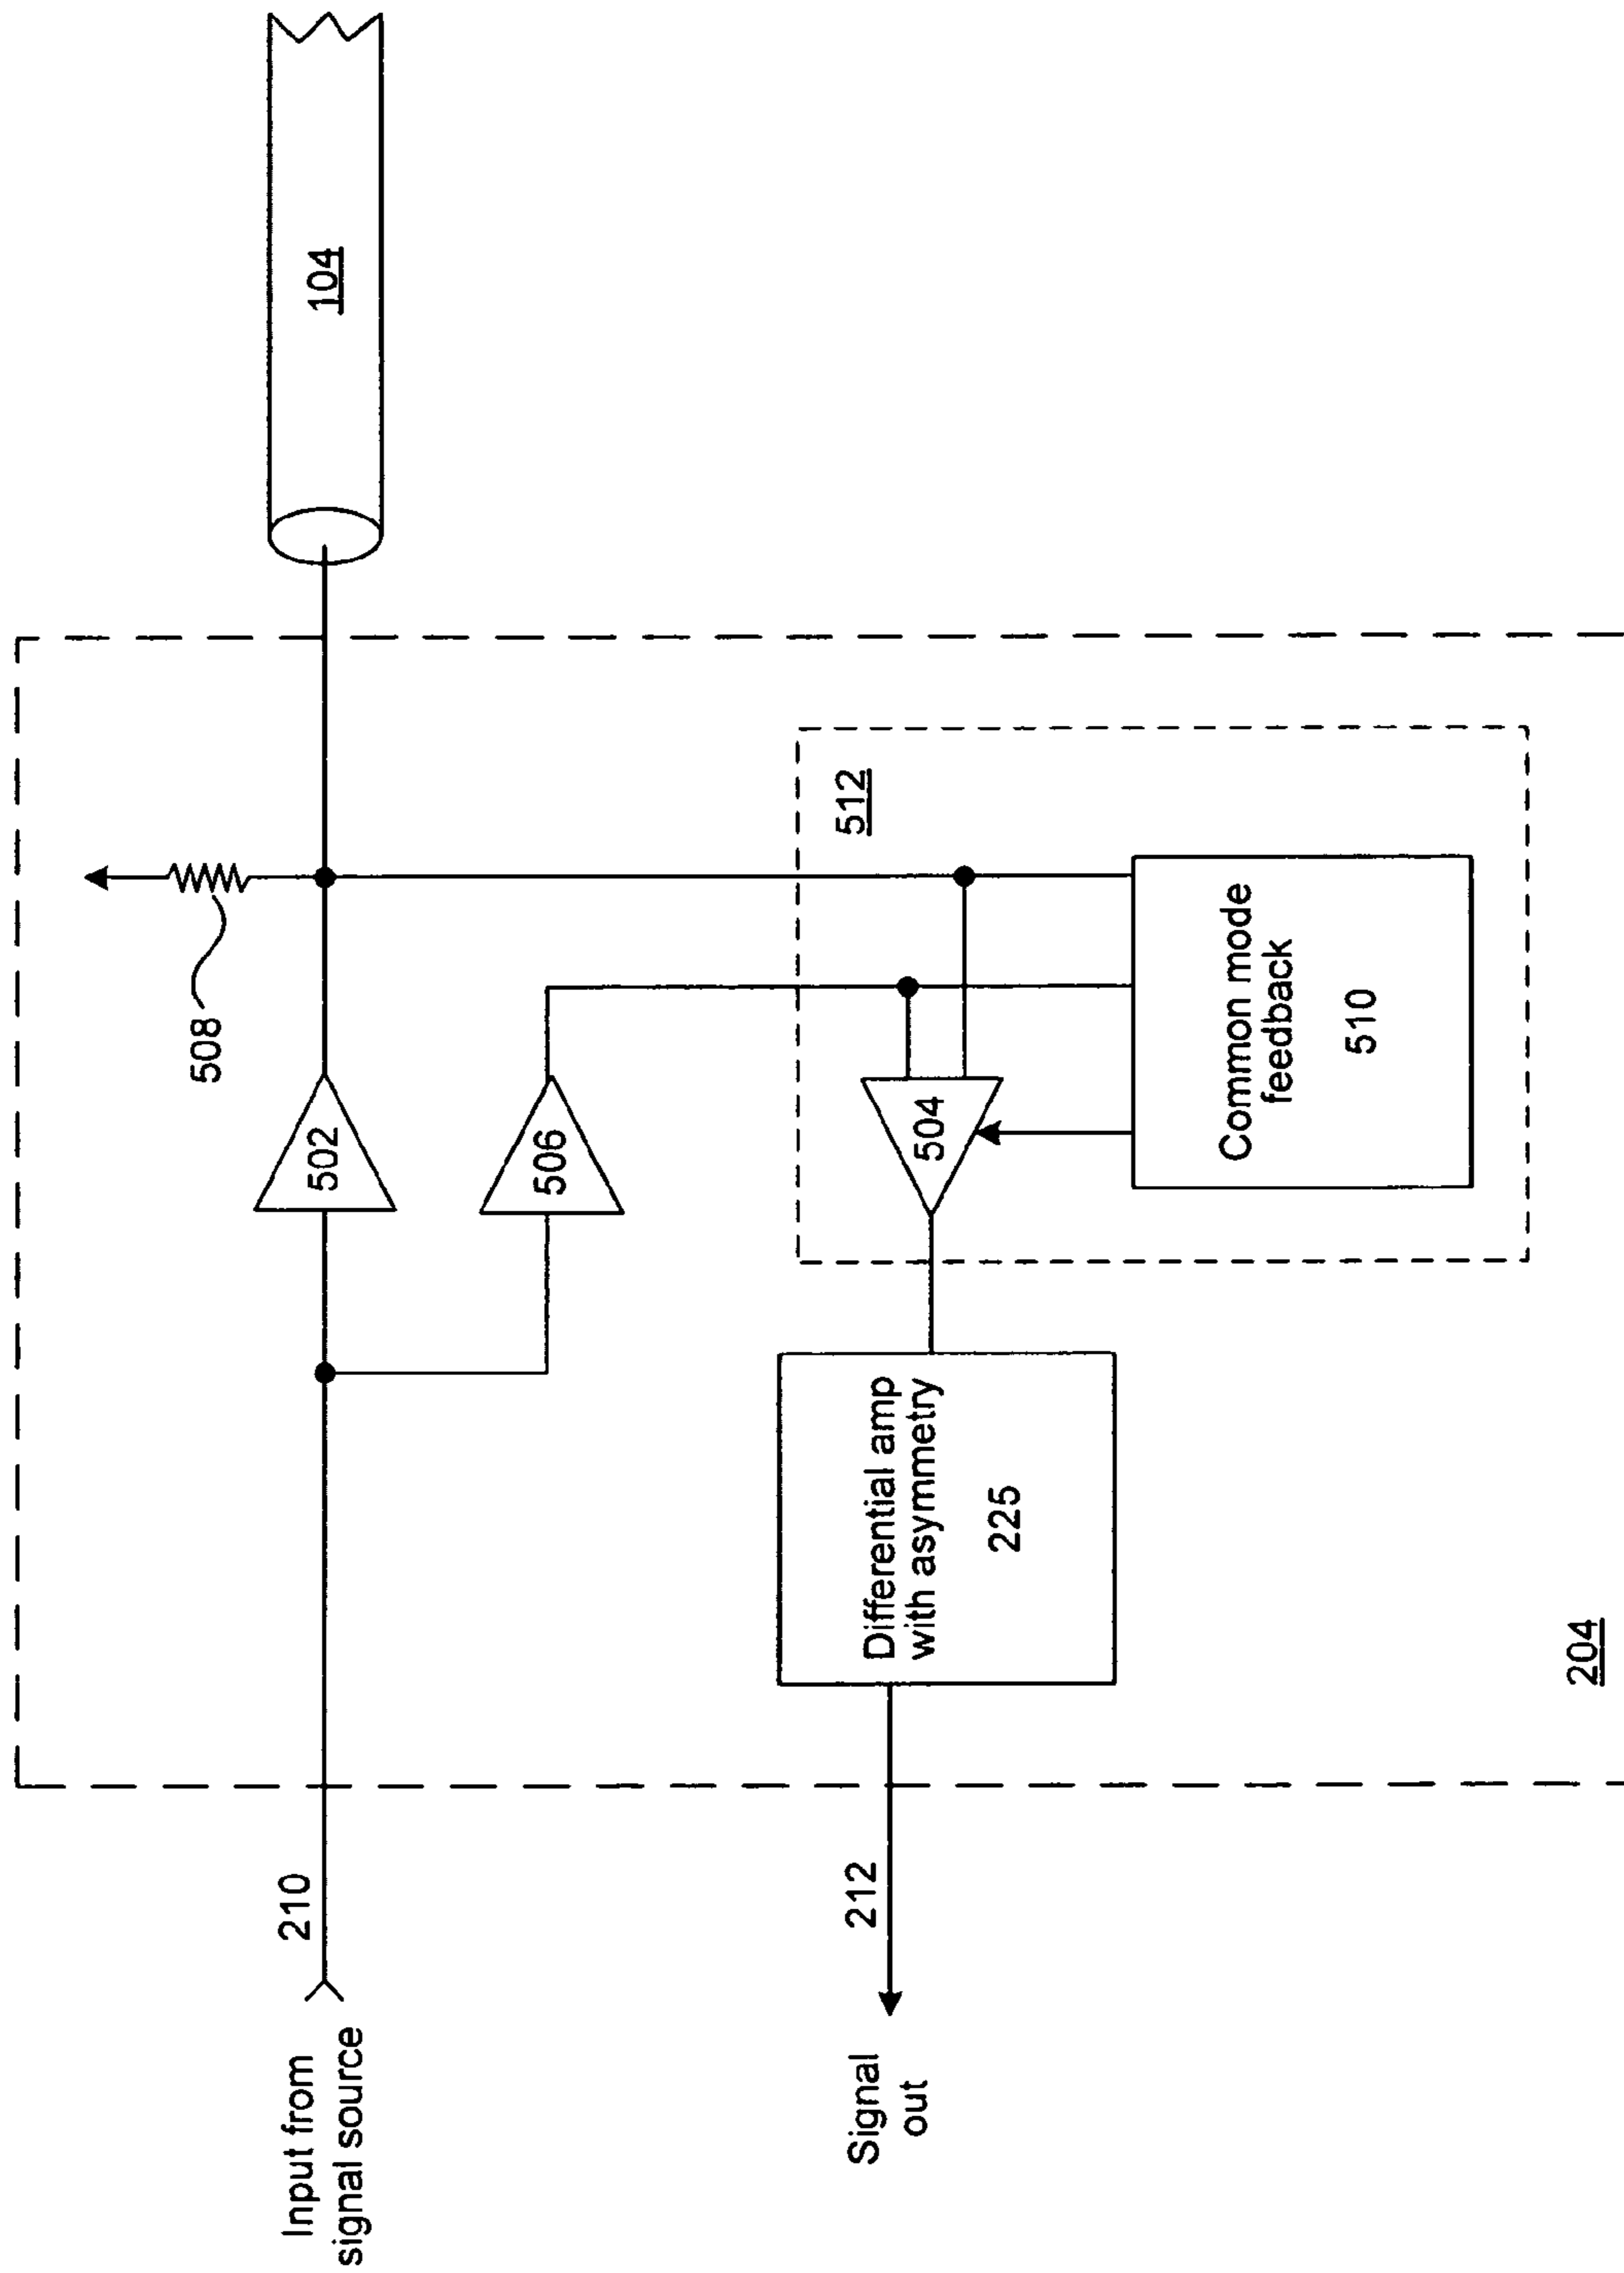 104
508
502
512
506
504
Common mode
feedback
510
Input from
signal source
210
Differential amp
with asymmetry
225
Signal
out
212
204